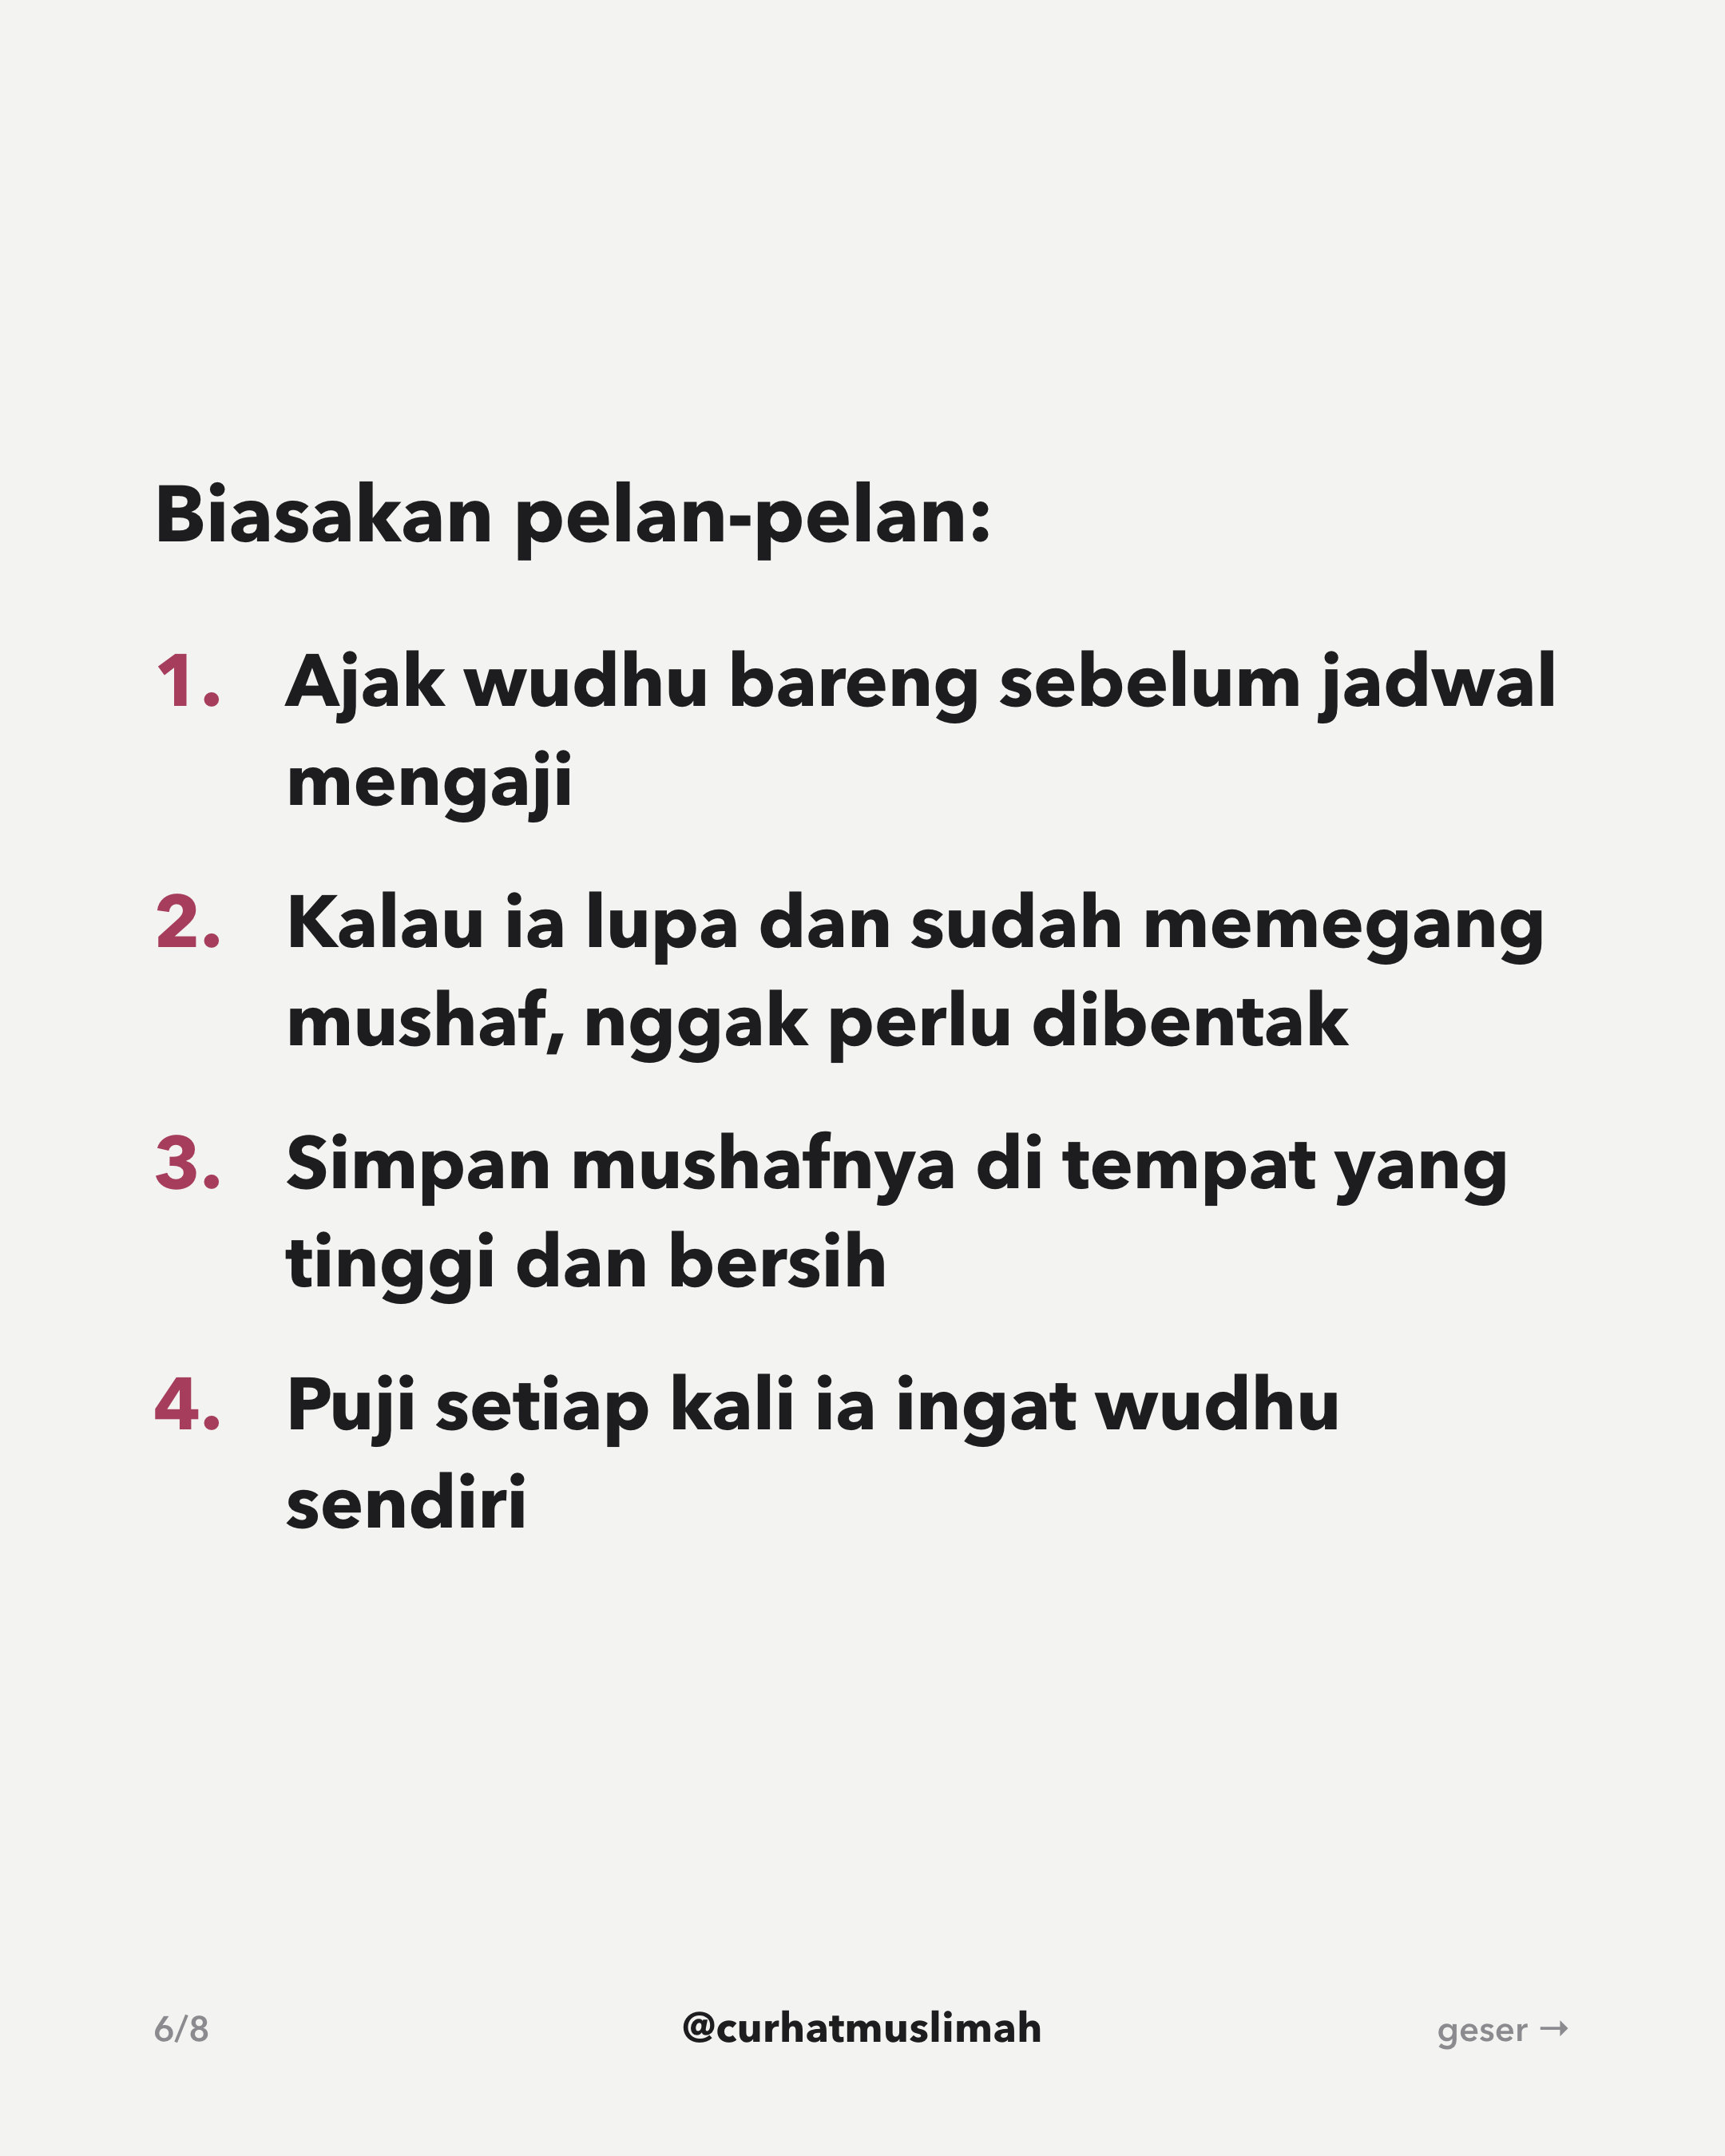 Biasakan pelan-pelan:
1. Ajak wudhu bareng sebelum jadwal
mengaji
2. Kalau ia lupa dan sudah memegang
mushaf, nggak perlu dibentak
3. Simpan mushafnya di tempat yang
tinggi dan bersih
4. Puji setiap kali ia ingat wudhu
sendiri
6/8
@curhatmuslimah
geser →